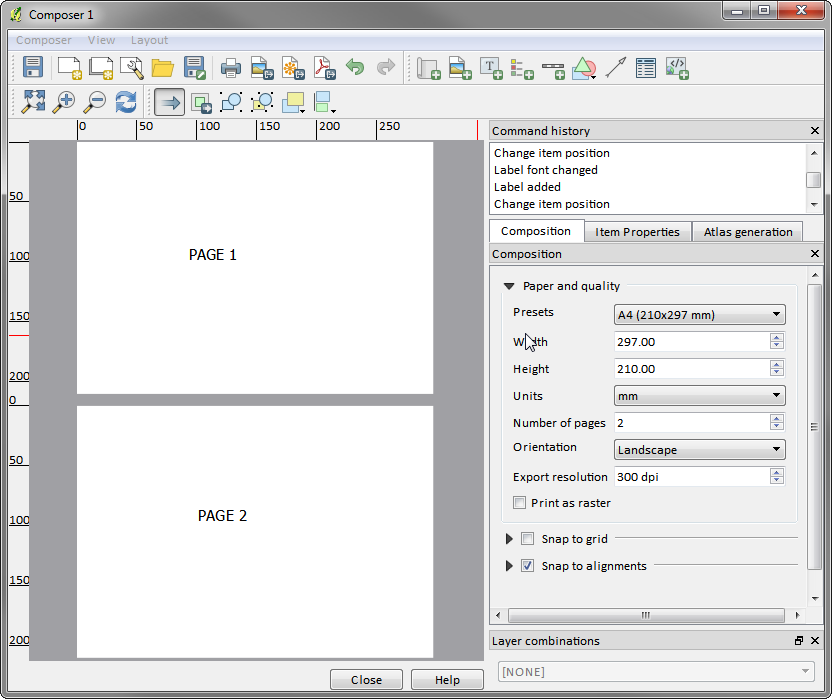 Composer 1
Composer View Layout
0 50 100 150 200 250
50
100
150
200
0
50
100
150
200
PAGE 1
PAGE 2
Close Help
Command history
Change item position
Label font changed
Label added
Change item position
Composition Item Properties Atlas generation
Composition
Paper and quality
Presets A4 (210x297 mm)
Width 297.00
Height 210.00
Units mm
Number of pages 2
Orientation Landscape
Export resolution 300 dpi
Print as raster
Snap to grid
Snap to alignments
Layer combinations
[NONE]